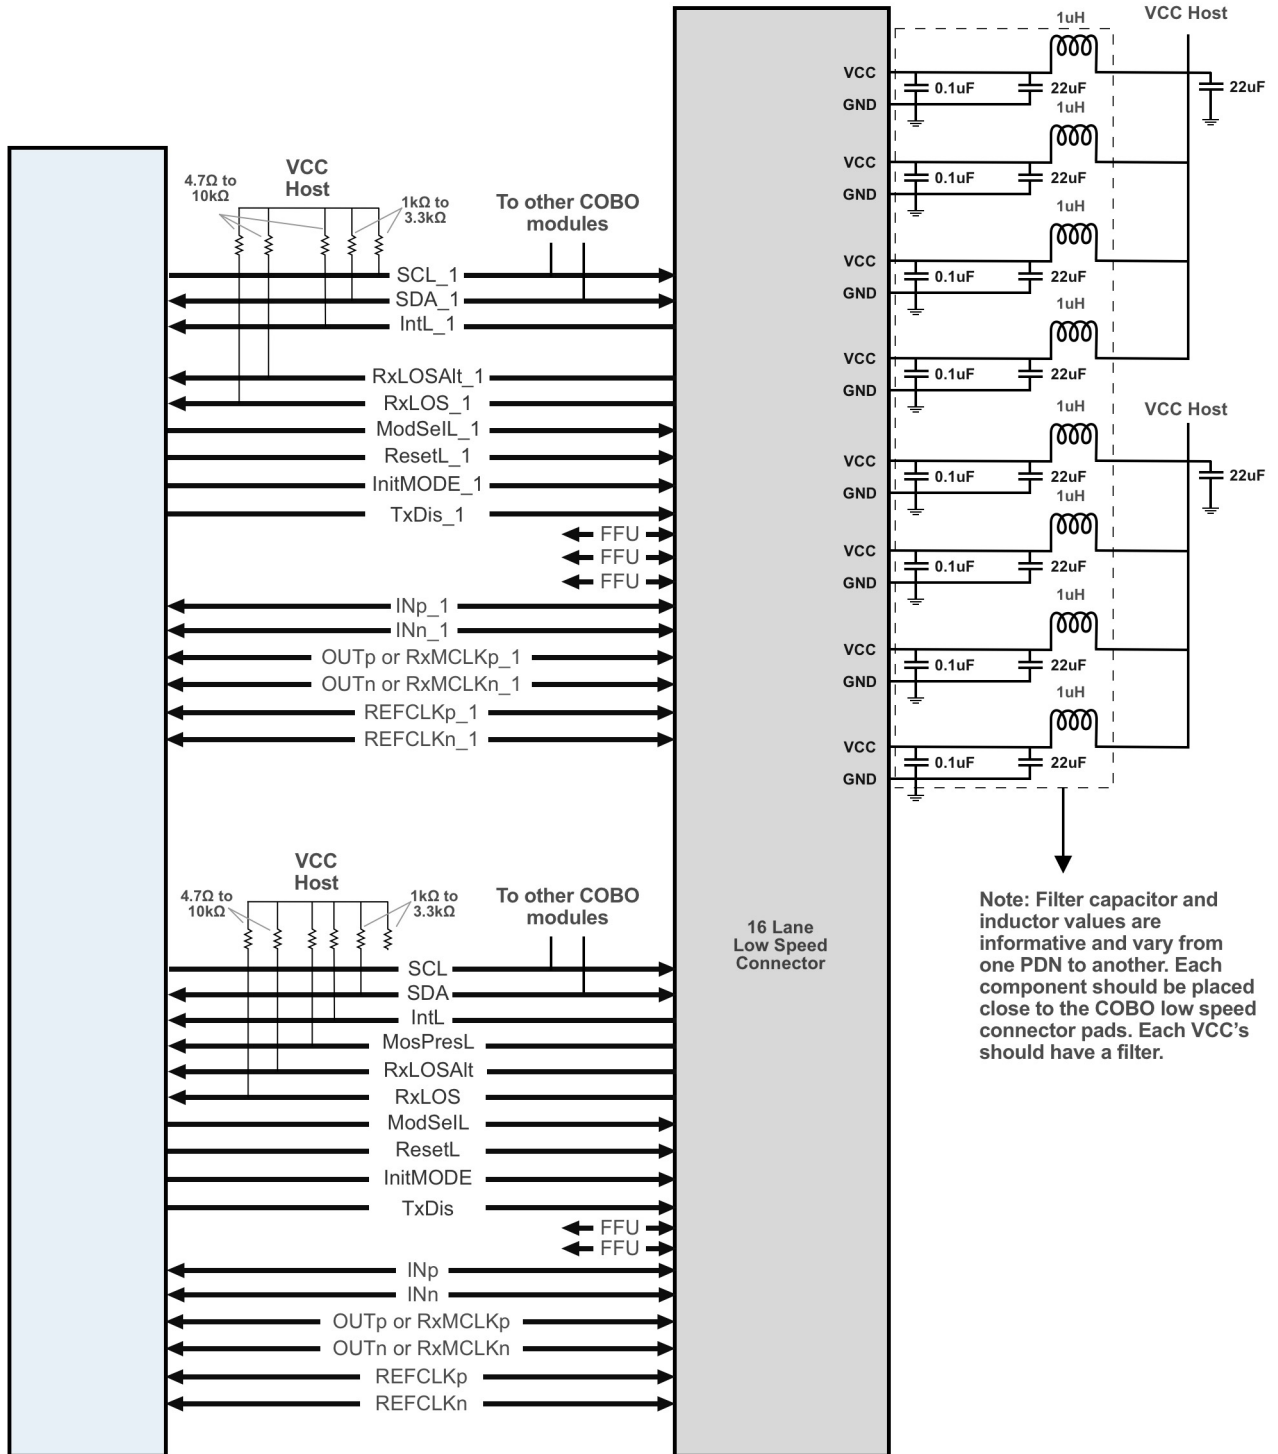 VCC Host
1uH
VCC
0.1uF
22uF
22uF
GND
1uH
VCC
0.1uF
22uF
GND
1uH
VCC
0.1uF
22uF
GND
1uH
VCC
0.1uF
22uF
GND
VCC Host
1uH
VCC
0.1uF
22uF
22uF
GND
1uH
VCC
0.1uF
22uF
GND
1uH
VCC
0.1uF
22uF
GND
1uH
VCC
0.1uF
22uF
GND
Note: Filter capacitor and
inductor values are
informative and vary from
one PDN to another. Each
component should be placed
close to the COBO low speed
connector pads. Each VCC’s
should have a filter.
16 Lane
Low Speed
Connector
VCC
Host
4.7Ω to
10kΩ
1kΩ to
3.3kΩ
To other COBO
modules
SCL_1
SDA_1
IntL_1
RxLOSAlt_1
RxLOS_1
ModSelL_1
ResetL_1
InitMODE_1
TxDis_1
FFU
FFU
FFU
INp_1
INn_1
OUTp or RxMCLKp_1
OUTn or RxMCLKn_1
REFCLKp_1
REFCLKn_1
VCC
Host
4.7Ω to
10kΩ
1kΩ to
3.3kΩ
To other COBO
modules
SCL
SDA
IntL
MosPresL
RxLOSAlt
RxLOS
ModSelL
ResetL
InitMODE
TxDis
FFU
FFU
INp
INn
OUTp or RxMCLKp
OUTn or RxMCLKn
REFCLKp
REFCLKn